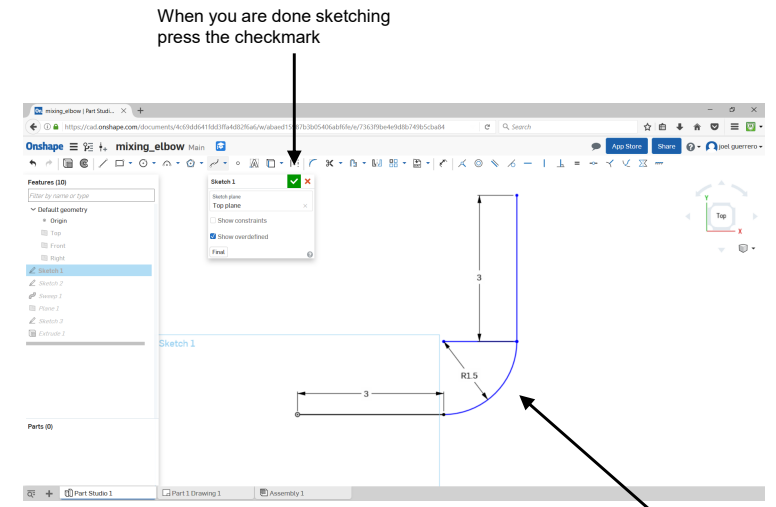 When you are done sketching
press the checkmark
On mixing_elbow | Part Studi... × +
https://cad.onshape.com/documents/
Search
Onshape mixing_elbow Main
App Store Share ? joel guerrero
Features (10)
Filter by name or type
Default geometry
Origin
Top
Front
Right
Sketch 1
Sketch 2
Sweep 1
Plane 1
Sketch 3
Extrude 1
Parts (0)
Sketch 1
Sketch plane
Top plane
Show constraints
Show overdefined
Final
Sketch 1
3
R1.5
3
Y
Top
X
Part Studio 1 Part 1 Drawing 1 Assembly 1